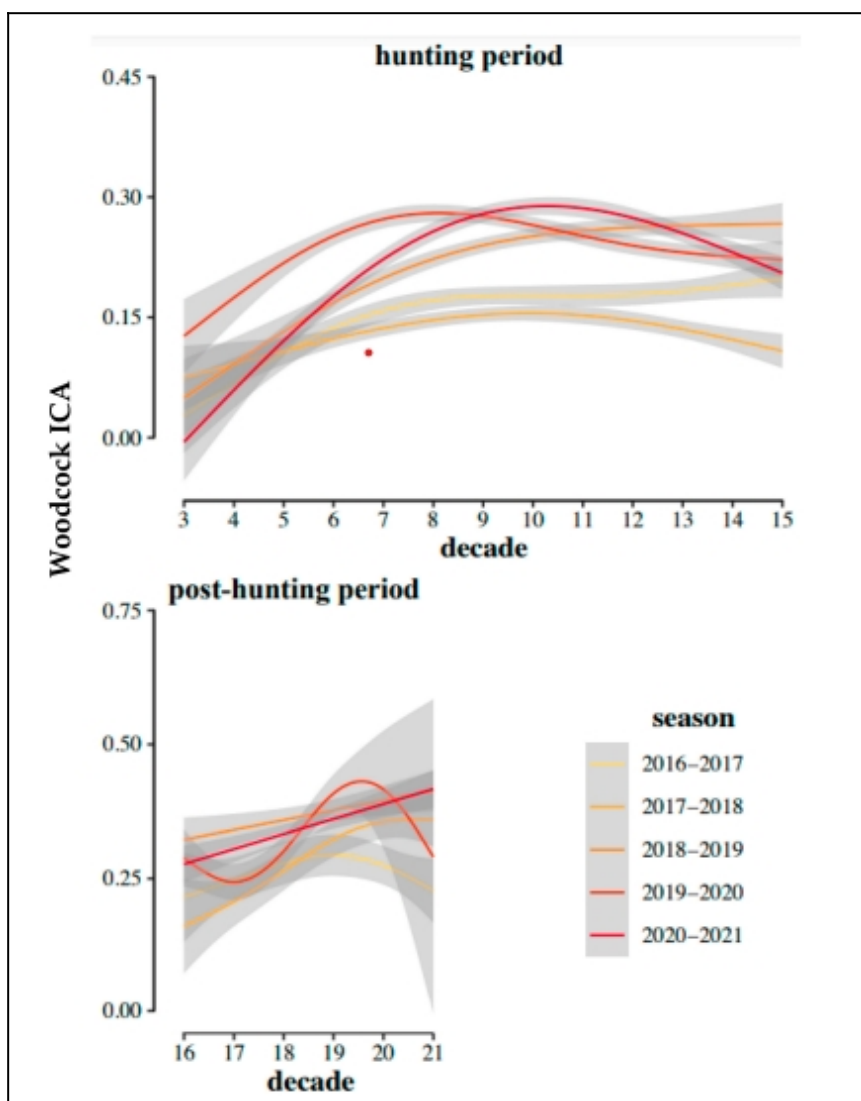 hunting period
0.45
0.30
0.15
0.00
3 4 5 6 7 8 9 10 11 12 13 14 15
decade
Woodcock ICA
post-hunting period
0.75
0.50
0.25
0.00
16 17 18 19 20 21
decade
season
2016–2017
2017–2018
2018–2019
2019–2020
2020–2021